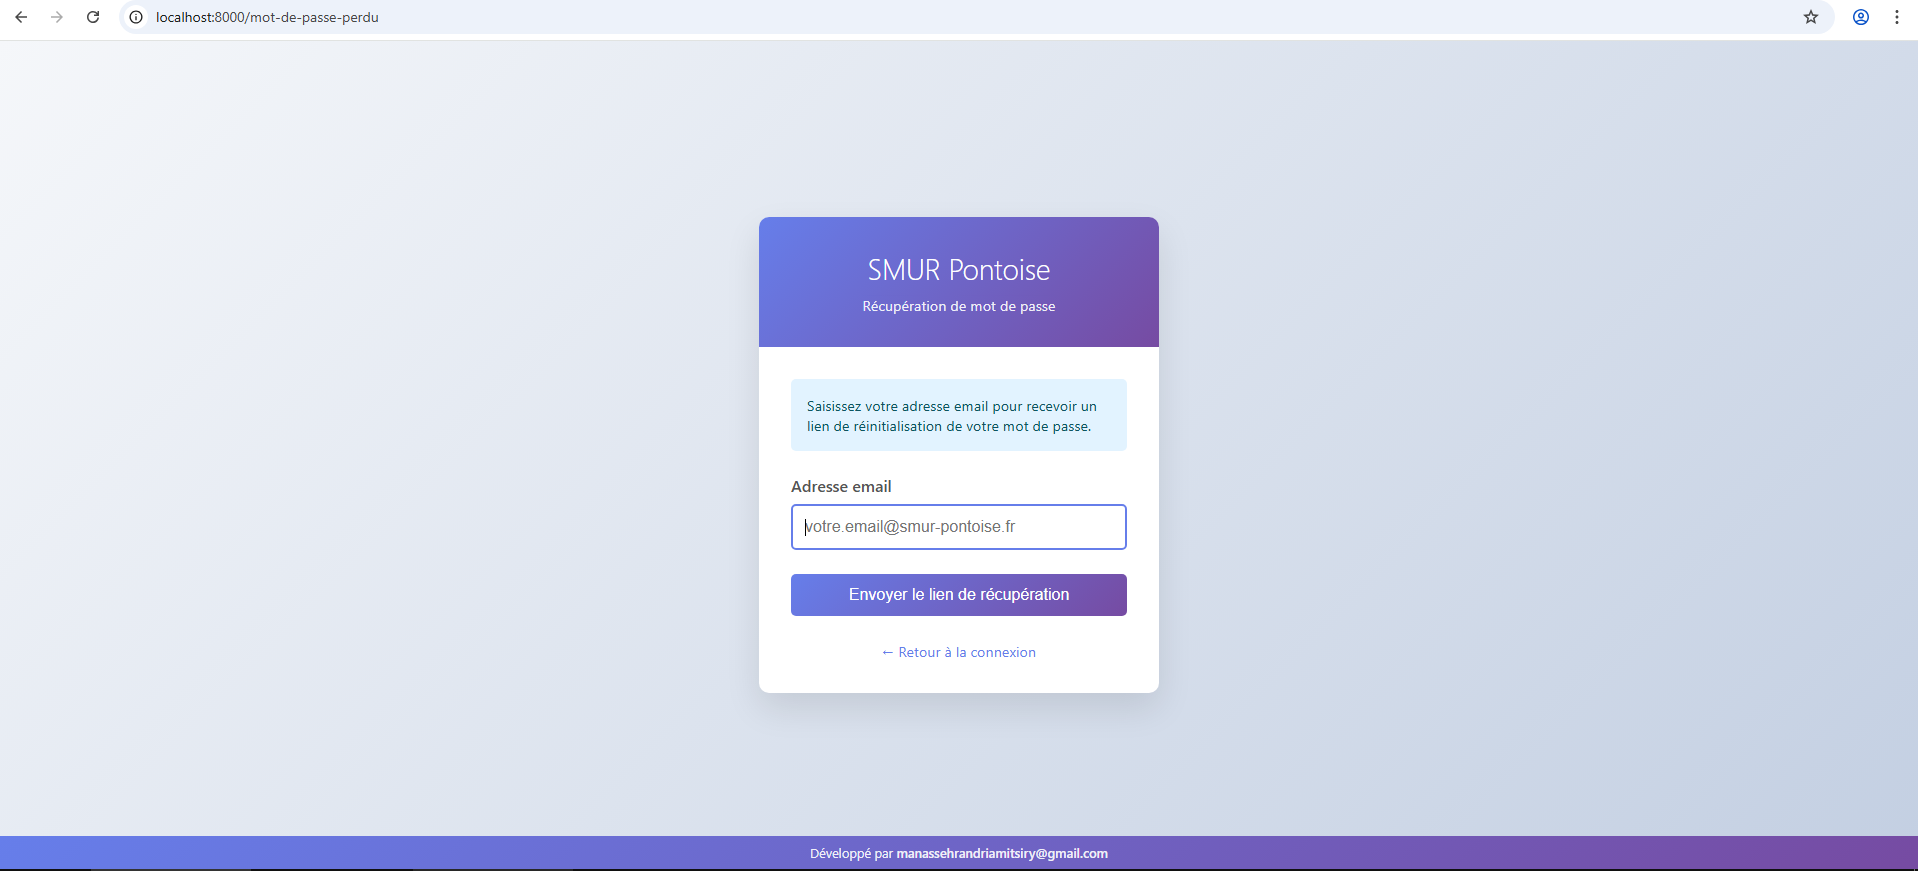 localhost:8000/mot-de-passe-perdu
SMUR Pontoise
Récupération de mot de passe
Saisissez votre adresse email pour recevoir un
lien de réinitialisation de votre mot de passe.
Adresse email
votre.email@smur-pontoise.fr
Envoyer le lien de récupération
← Retour à la connexion
Développé par manassehrandriamitsiry@gmail.com